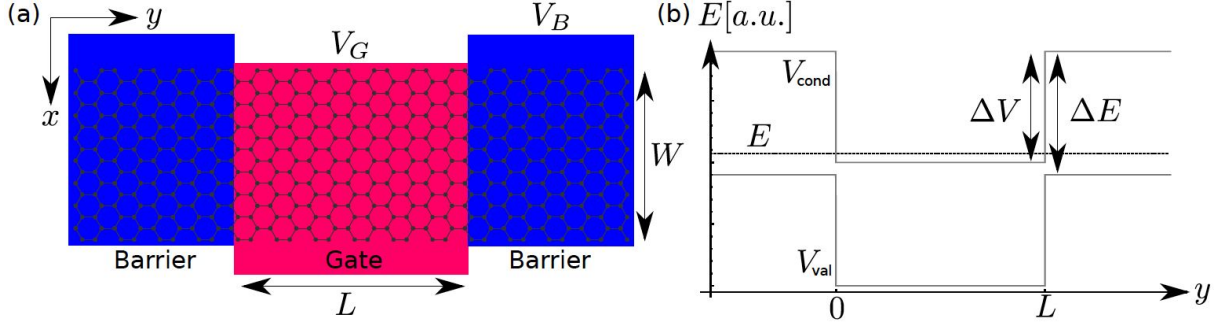 (a)
y
x
V_B
V_G
W
Barrier
Gate
Barrier
L
(b)
E[a.u.]
V_cond
ΔV
ΔE
E
V_val
0
L
y